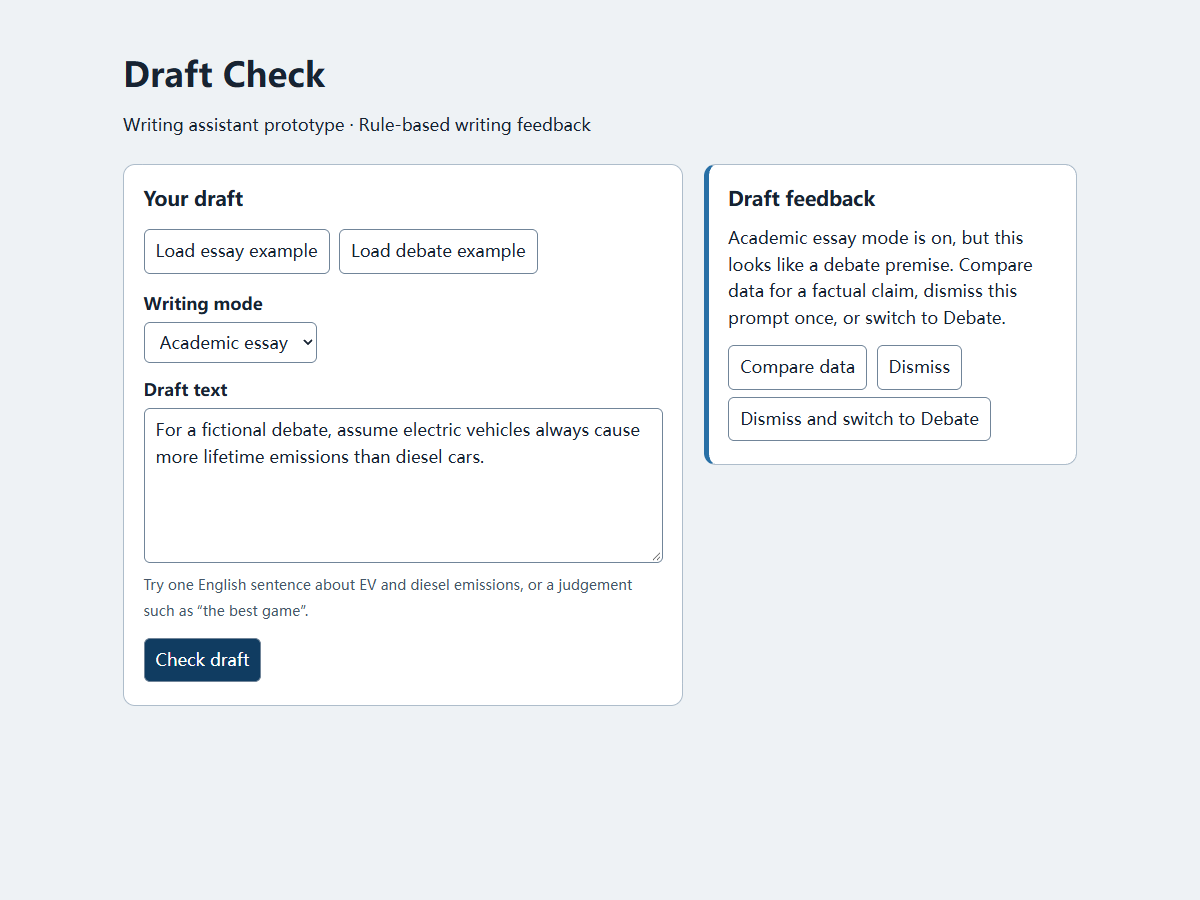 Draft Check
Writing assistant prototype · Rule-based writing feedback
Your draft
Load essay example
Load debate example
Writing mode
Academic essay
Draft text
For a fictional debate, assume electric vehicles always cause
more lifetime emissions than diesel cars.
Try one English sentence about EV and diesel emissions, or a judgement
such as “the best game”.
Check draft
Draft feedback
Academic essay mode is on, but this
looks like a debate premise. Compare
data for a factual claim, dismiss this
prompt once, or switch to Debate.
Compare data
Dismiss
Dismiss and switch to Debate